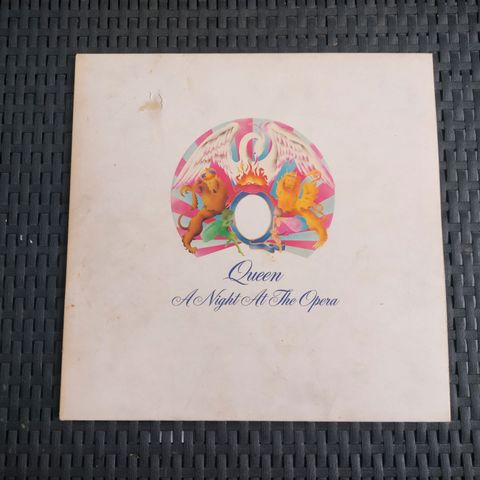 Queen
A Night At The Opera